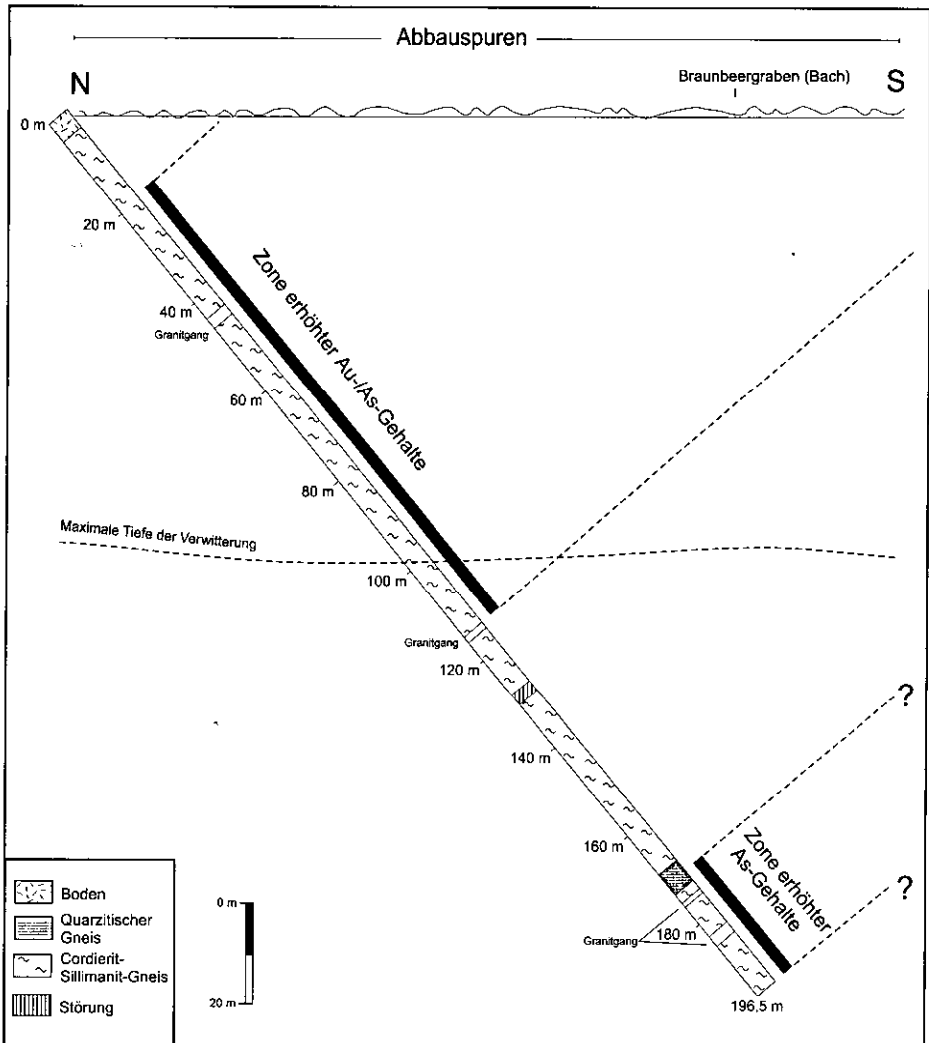 Abbauspuren
N
Braunbeergraben (Bach)
S
0 m
20 m
40 m
Granitgang
60 m
80 m
Zone erhöhter Au-/As-Gehalte
Maximale Tiefe der Verwitterung
100 m
Granitgang
120 m
?
140 m
160 m
Zone erhöhter
As-Gehalte
?
180 m
Granitgang
196,5 m
Boden
Quarzitischer
Gneis
Cordierit-
Sillimanit-Gneis
Störung
0 m
20 m